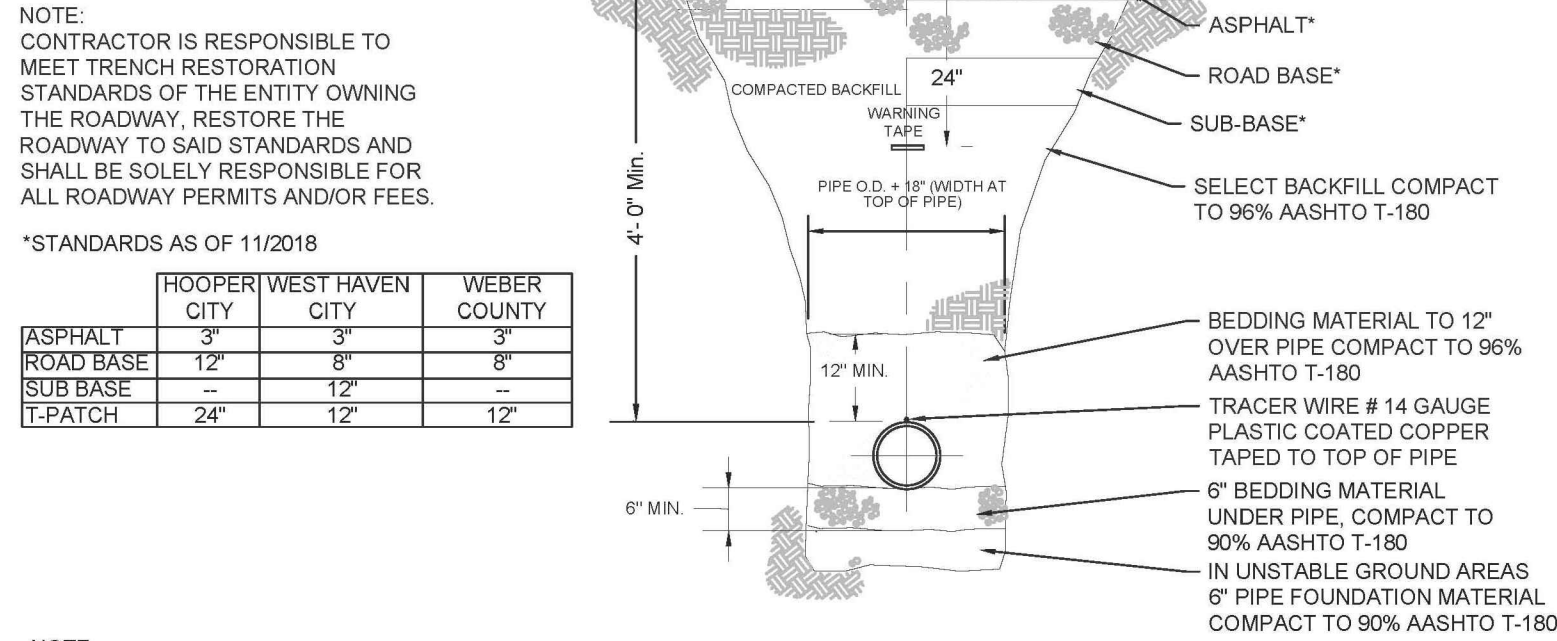 NOTE:
CONTRACTOR IS RESPONSIBLE TO
MEET TRENCH RESTORATION
STANDARDS OF THE ENTITY OWNING
THE ROADWAY, RESTORE THE
ROADWAY TO SAID STANDARDS AND
SHALL BE SOLELY RESPONSIBLE FOR
ALL ROADWAY PERMITS AND/OR FEES.
*STANDARDS AS OF 11/2018
HOOPER CITY WEST HAVEN CITY WEBER COUNTY
ASPHALT 3" 3" 3"
ROAD BASE 12" 8" 8"
SUB BASE -- 12" --
T-PATCH 24" 12" 12"
4'- 0" Min.
COMPACTED BACKFILL
24"
WARNING
TAPE
PIPE O.D. + 18" (WIDTH AT
TOP OF PIPE)
12" MIN.
6" MIN.
ASPHALT*
ROAD BASE*
SUB-BASE*
SELECT BACKFILL COMPACT
TO 96% AASHTO T-180
BEDDING MATERIAL TO 12"
OVER PIPE COMPACT TO 96%
AASHTO T-180
TRACER WIRE # 14 GAUGE
PLASTIC COATED COPPER
TAPED TO TOP OF PIPE
6" BEDDING MATERIAL
UNDER PIPE, COMPACT TO
90% AASHTO T-180
IN UNSTABLE GROUND AREAS
6" PIPE FOUNDATION MATERIAL
COMPACT TO 90% AASHTO T-180